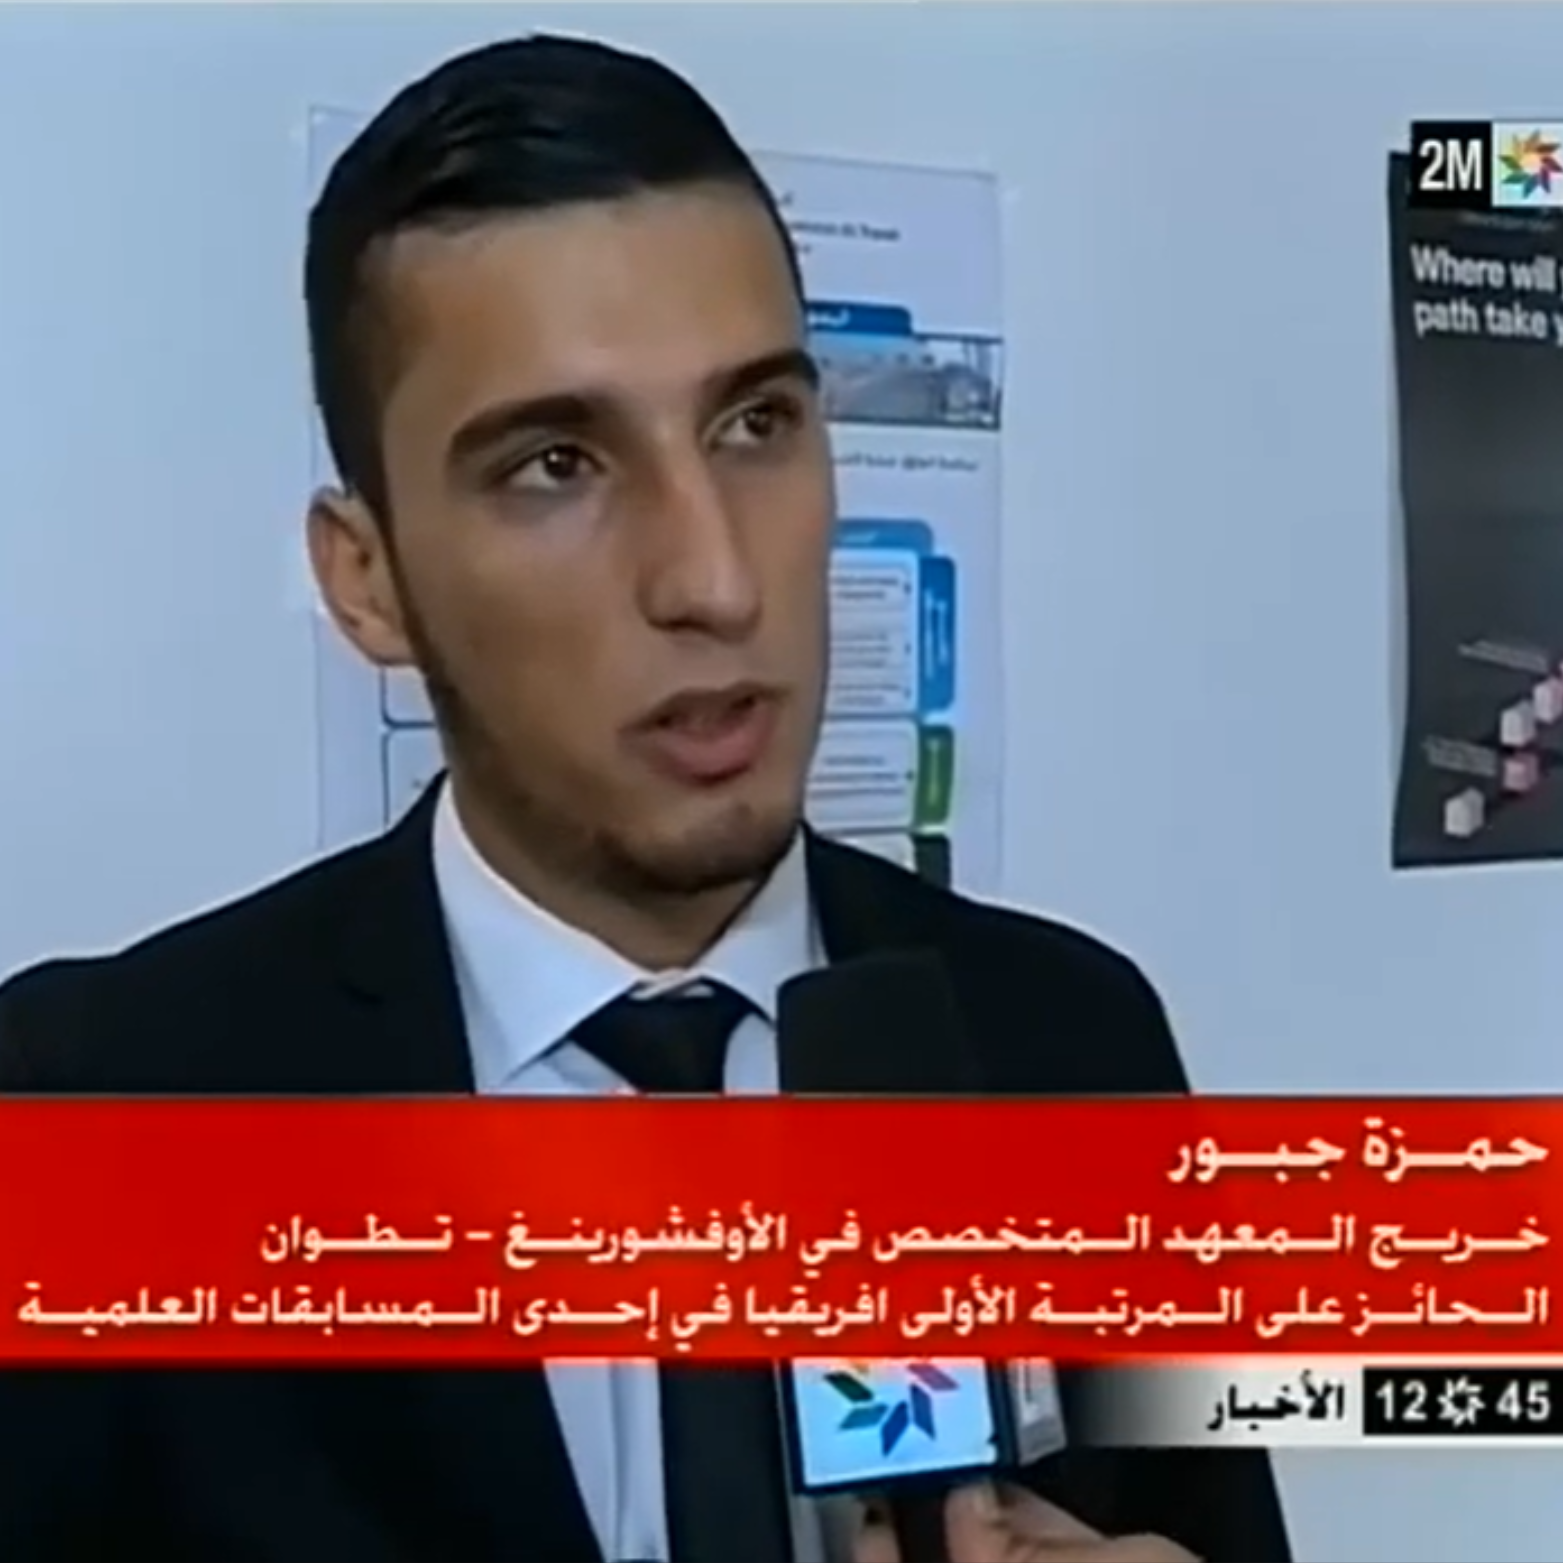 2M
Where will
path take
حمزة جبور
خريج المعهد المتخصص في الأوفشورينغ - تطوان
الحائز على المرتبة الأولى افريقيا في إحدى المسابقات العلمية
الأخبار 12 45